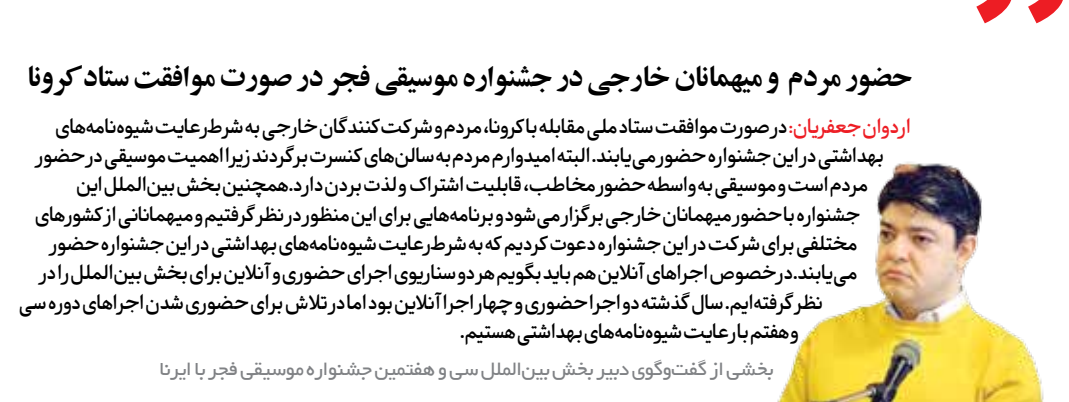 حضور مردم و میهمانان خارجی در جشنواره موسیقی فجر در صورت موافقت ستاد کرونا
اردوان جعفریان: در صورت موافقت ستاد ملی مقابله با کرونا، مردم و شرکت کنندگان خارجی به شرط رعایت شیوه‌نامه‌های
بهداشتی در این جشنواره حضور می‌یابند. البته امیدوارم مردم به سالن‌های کنسرت برگردند زیرا اهمیت موسیقی در حضور
مردم است و موسیقی به واسطه حضور مخاطب، قابلیت اشتراک و لذت بردن دارد. همچنین بخش بین‌الملل این
جشنواره با حضور میهمانان خارجی برگزار می‌شود و برنامه‌هایی برای این منظور در نظر گرفتیم و میهمانانی از کشورهای
مختلفی برای شرکت در این جشنواره دعوت کردیم که به شرط رعایت شیوه‌نامه‌های بهداشتی در این جشنواره حضور
می‌یابند. در خصوص اجراهای آنلاین هم باید بگویم هر دو سناریوی اجرای حضوری و آنلاین برای بخش بین‌الملل را در
نظر گرفته‌ایم. سال گذشته دو اجرا حضوری و چهار اجرا آنلاین بود اما در تلاش برای حضوری شدن اجراهای دوره سی
وهفتم با رعایت شیوه‌نامه‌های بهداشتی هستیم.
بخشی از گفت‌وگوی دبیر بخش بین‌الملل سی و هفتمین جشنواره موسیقی فجر با ایرنا